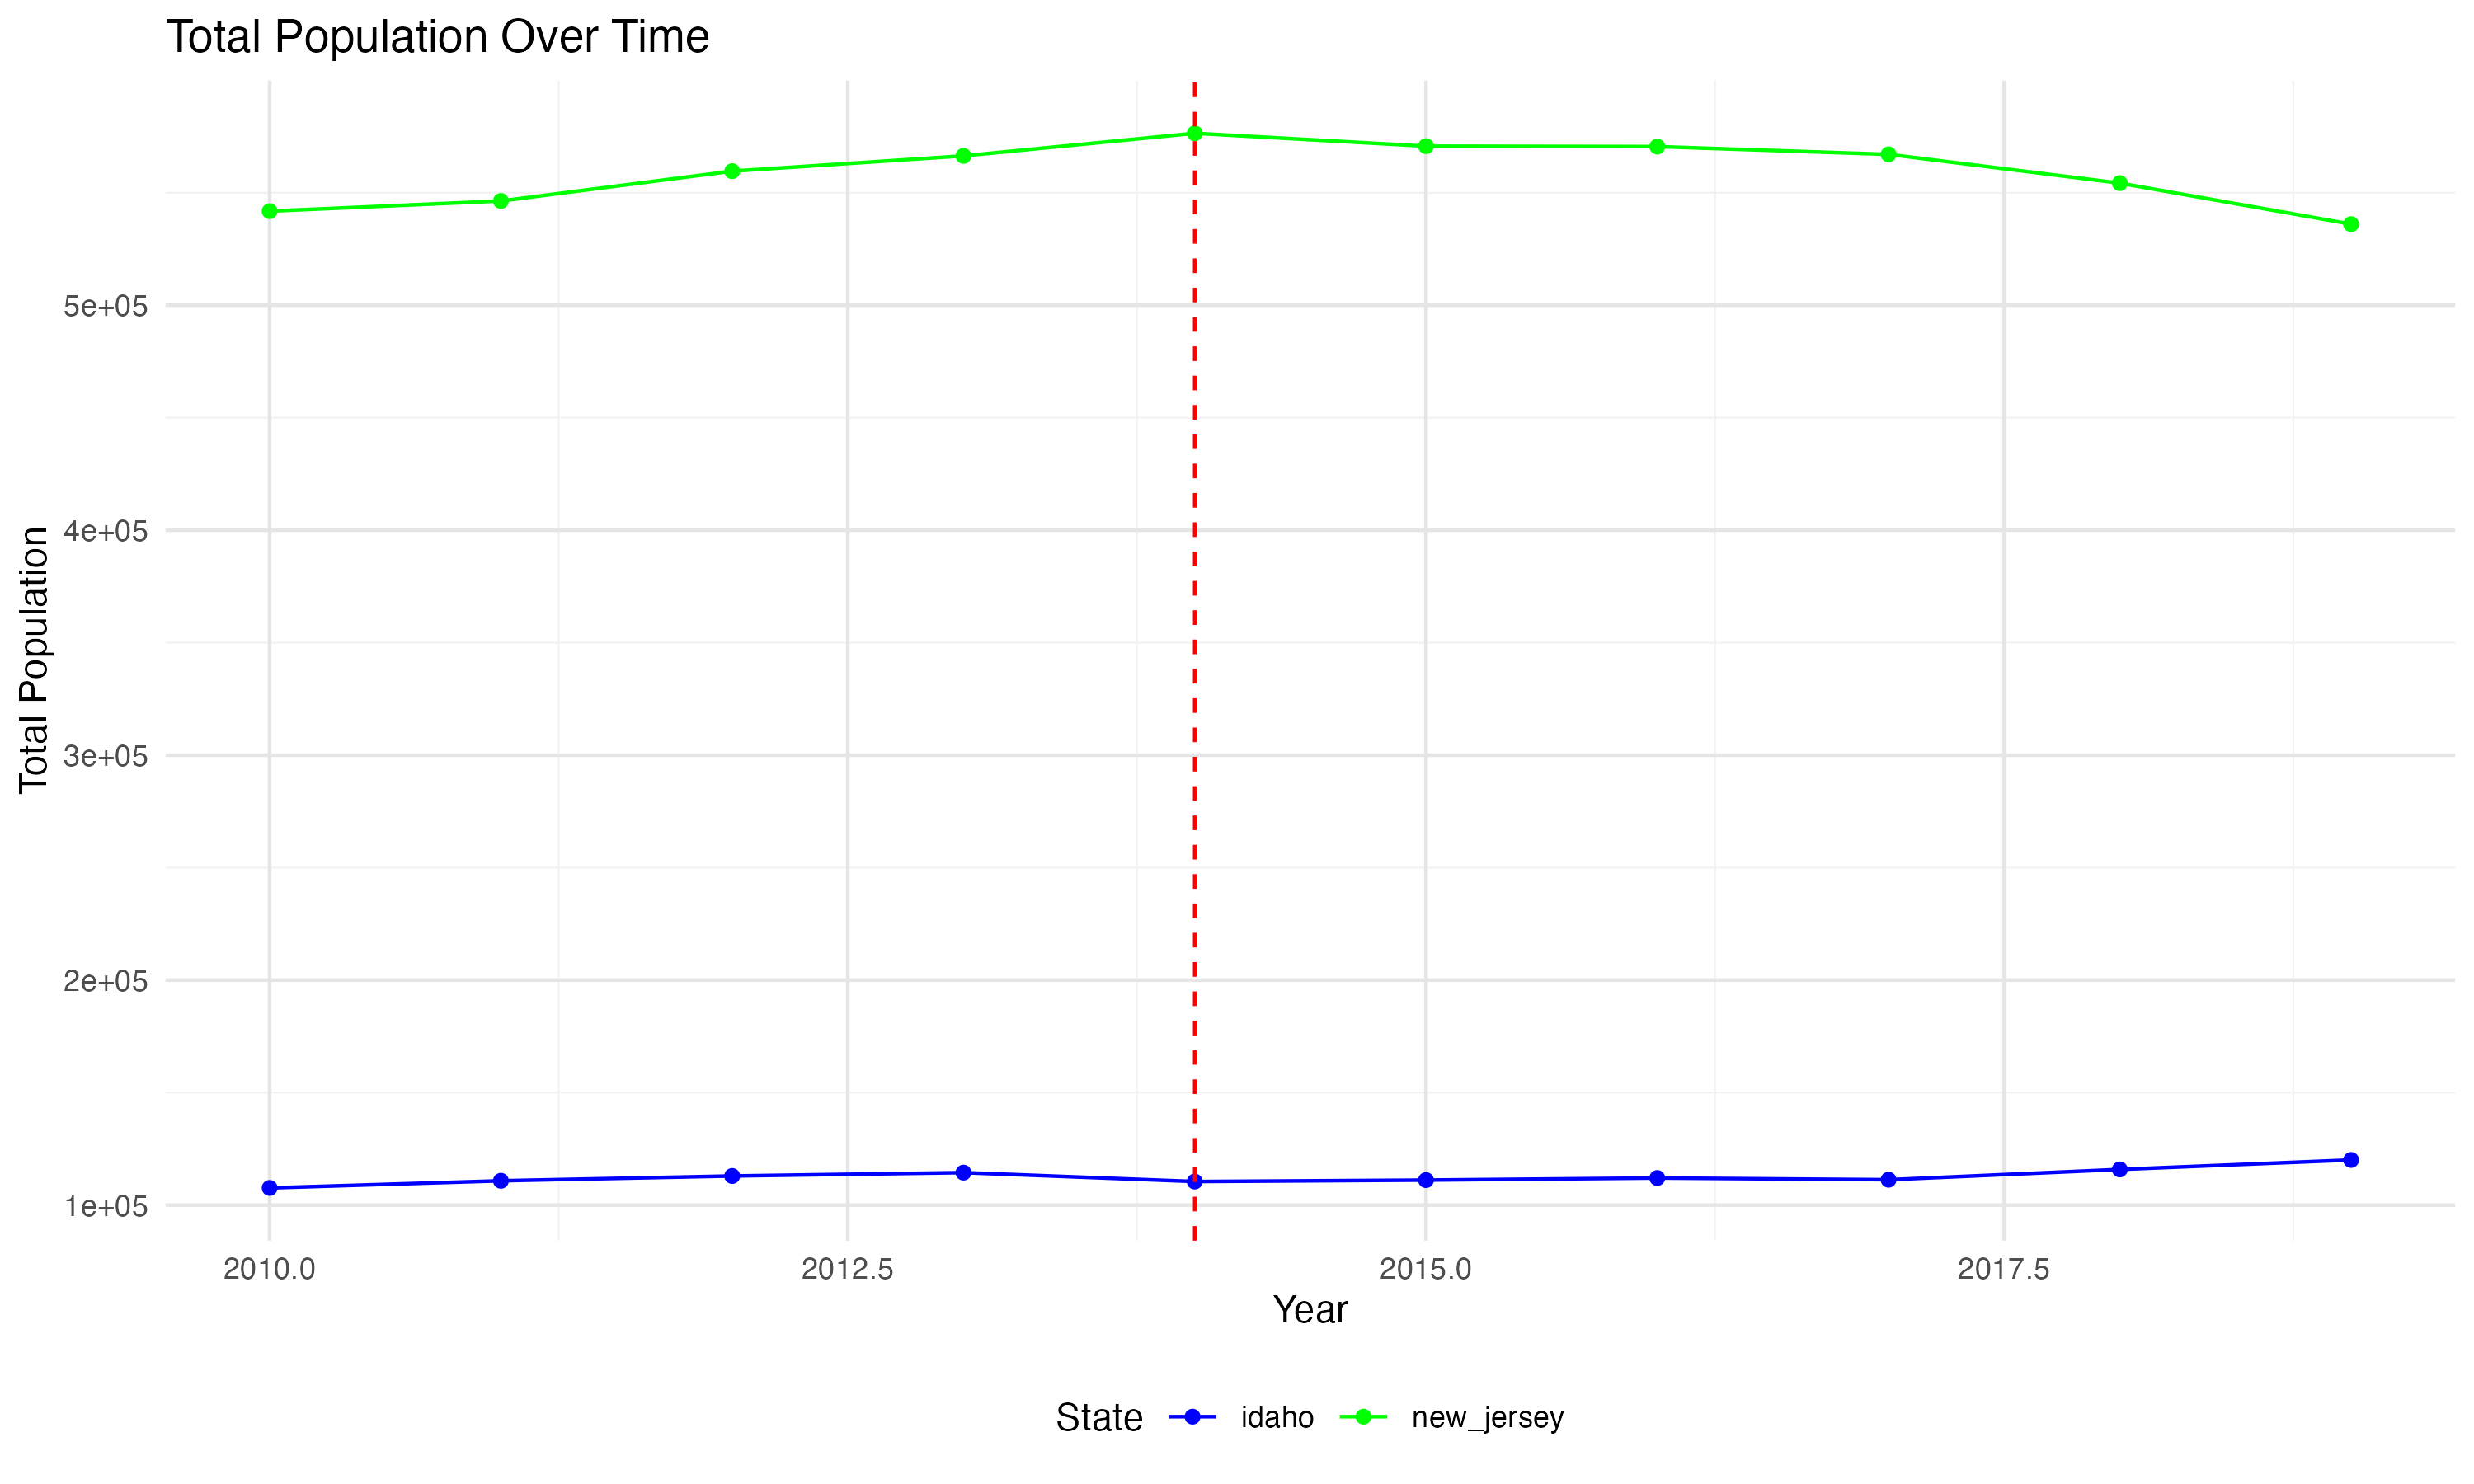 Total Population Over Time
Total Population
5e+05
4e+05
3e+05
2e+05
1e+05
2010.0 2012.5 2015.0 2017.5
Year
State idaho new_jersey